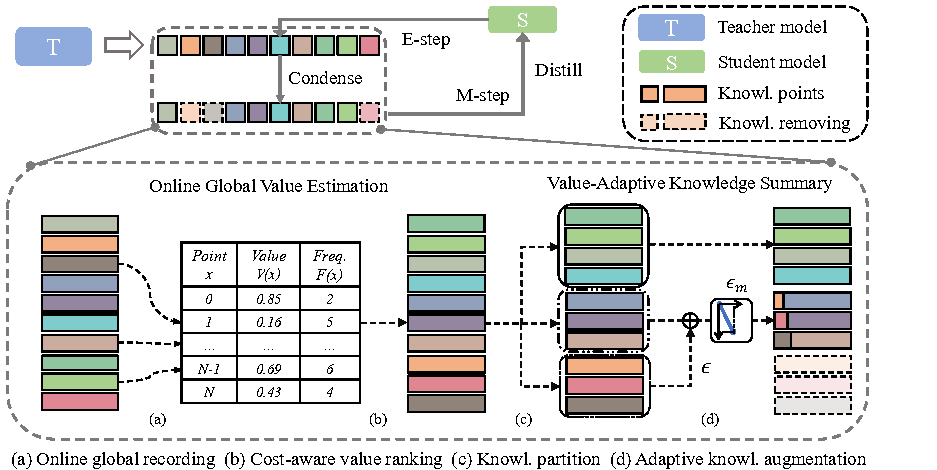 T
S
E-step
Condense
Distill
M-step
T Teacher model
S Student model
Knowl. points
Knowl. removing
Online Global Value Estimation
Value-Adaptive Knowledge Summary
Point x Value V(x) Freq. F(x)
0 0.85 2
1 0.16 5
... ... ...
N-1 0.69 6
N 0.43 4
ϵ
ϵm
(a) (b) (c) (d)
(a) Online global recording (b) Cost-aware value ranking (c) Knowl. partition (d) Adaptive knowl. augmentation